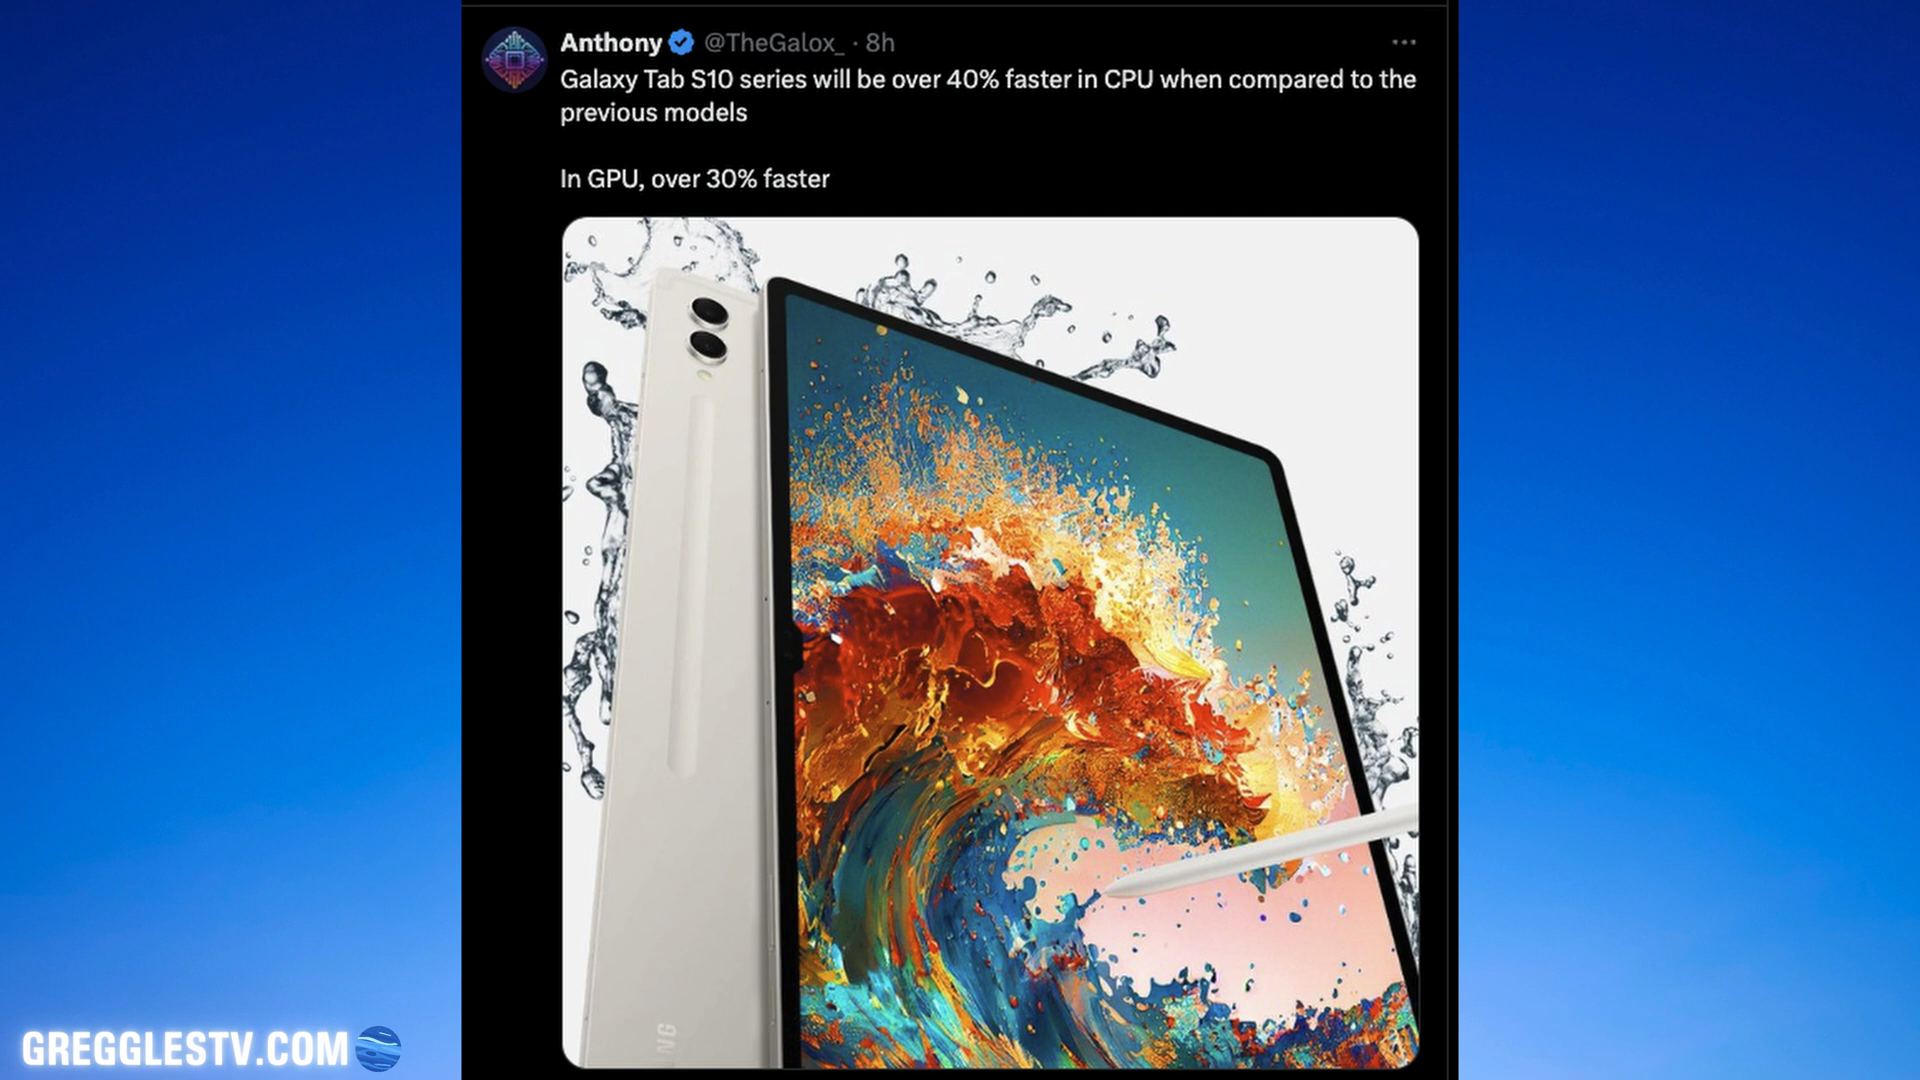 Anthony @TheGalox_ · 8h
Galaxy Tab S10 series will be over 40% faster in CPU when compared to the
previous models
In GPU, over 30% faster
NG
GREGGLESTV.COM